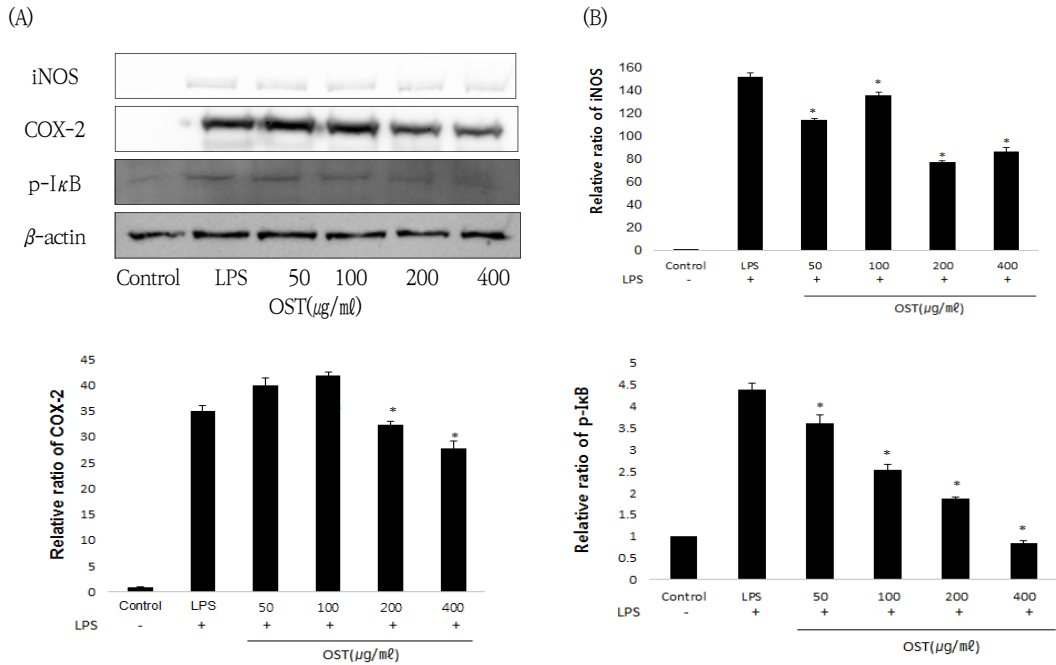 (A)
iNOS
COX-2
p-IκB
β-actin
Control LPS 50 100 200 400
OST(㎍/㎖)
(B)
Relative ratio of iNOS
160
140
120
100
80
60
40
20
0
* * * *
Control LPS 50 100 200 400
LPS - + + + + +
OST(㎍/㎖)
Relative ratio of COX-2
45
40
35
30
25
20
15
10
5
0
* *
Control LPS 50 100 200 400
LPS - + + + + +
OST(㎍/㎖)
Relative ratio of p-IκB
5
4.5
4
3.5
3
2.5
2
1.5
1
0.5
0
* * * *
Control LPS 50 100 200 400
LPS - + + + + +
OST(㎍/㎖)